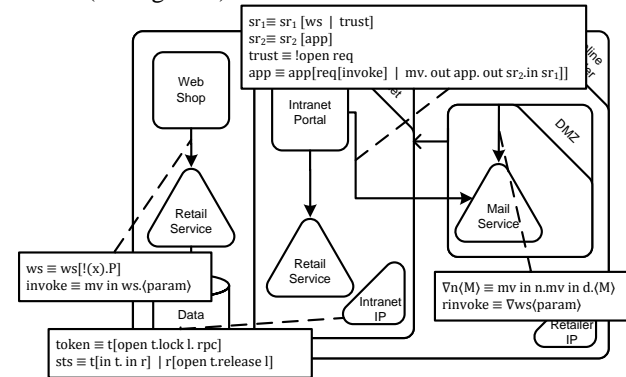 sr₁≡ sr₁ [ws | trust]
sr₂≡ sr₂ [app]
trust ≡ !open req
app ≡ app[req[invoke] | mv. out app. out sr₂.in sr₁]]
Web
Shop
Intranet
Portal
DMZ
Retail
Service
Mail
Service
Retail
Service
ws ≡ ws[!(x).P]
invoke ≡ mv in ws.⟨param⟩
∇n⟨M⟩ ≡ mv in n.mv in d.⟨M⟩
rinvoke ≡ ∇ws⟨param⟩
Data
Intranet
IP
Retailer
IP
token ≡ t[open t.lock l. rpc]
sts ≡ t[in t. in r] | r[open t.release l]